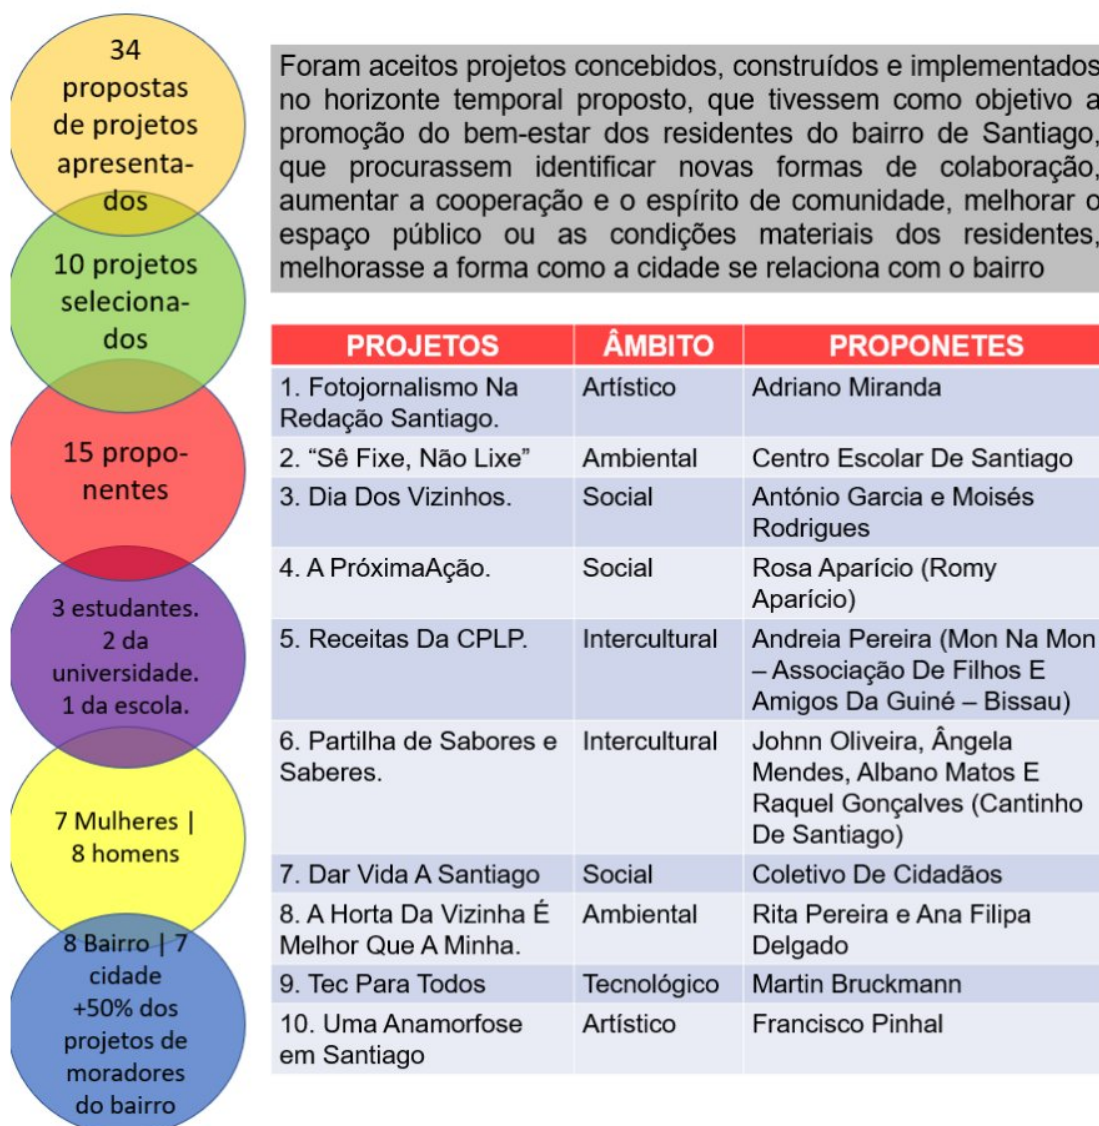 34
propostas
de projetos
apresenta-
dos
10 projetos
seleciona-
dos
15 propo-
nentes
3 estudantes.
2 da
universidade.
1 da escola.
7 Mulheres |
8 homens
8 Bairro | 7
cidade
+50% dos
projetos de
moradores
do bairro
Foram aceitos projetos concebidos, construídos e implementados
no horizonte temporal proposto, que tivessem como objetivo a
promoção do bem-estar dos residentes do bairro de Santiago,
que procurassem identificar novas formas de colaboração,
aumentar a cooperação e o espírito de comunidade, melhorar o
espaço público ou as condições materiais dos residentes,
melhorasse a forma como a cidade se relaciona com o bairro
PROJETOS ÂMBITO PROPONETES
1. Fotojornalismo Na Artístico Adriano Miranda
Redação Santiago.
2. “Sê Fixe, Não Lixe” Ambiental Centro Escolar De Santiago
3. Dia Dos Vizinhos. Social António Garcia e Moisés
Rodrigues
4. A PróximaAção. Social Rosa Aparício (Romy
Aparício)
5. Receitas Da CPLP. Intercultural Andreia Pereira (Mon Na Mon
– Associação De Filhos E
Amigos Da Guiné – Bissau)
6. Partilha de Sabores e Intercultural Johnn Oliveira, Ângela
Saberes. Mendes, Albano Matos E
Raquel Gonçalves (Cantinho
De Santiago)
7. Dar Vida A Santiago Social Coletivo De Cidadãos
8. A Horta Da Vizinha É Ambiental Rita Pereira e Ana Filipa
Melhor Que A Minha. Delgado
9. Tec Para Todos Tecnológico Martin Bruckmann
10. Uma Anamorfose Artístico Francisco Pinhal
em Santiago